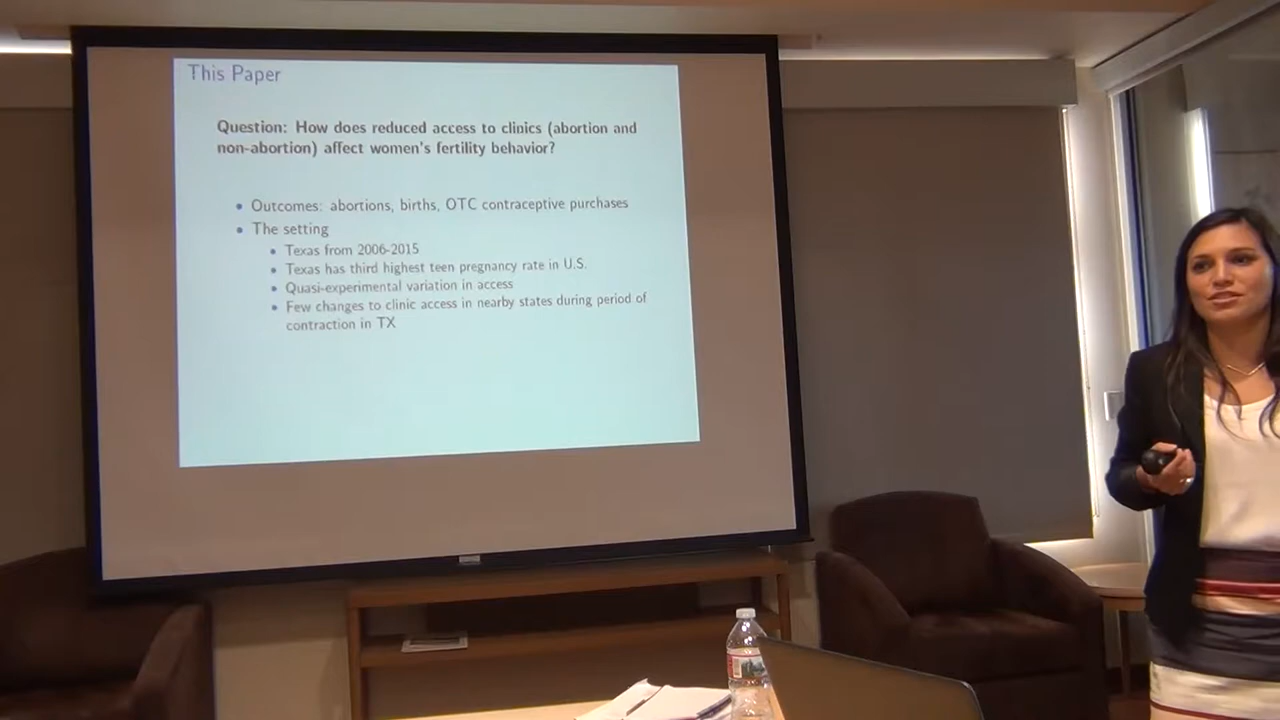 This Paper
Question: How does reduced access to clinics (abortion and
non-abortion) affect women's fertility behavior?
• Outcomes: abortions, births, OTC contraceptive purchases
• The setting
• Texas from 2006-2015
• Texas has third highest teen pregnancy rate in U.S.
• Quasi-experimental variation in access
• Few changes to clinic access in nearby states during period of
contraction in TX